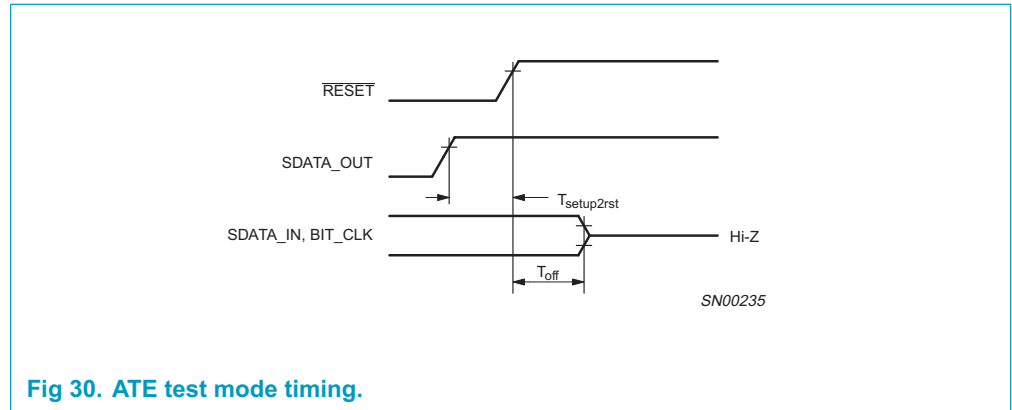 RESET
SDATA_OUT
Tsetup2rst
SDATA_IN, BIT_CLK
Hi-Z
Toff
SN00235
Fig 30. ATE test mode timing.